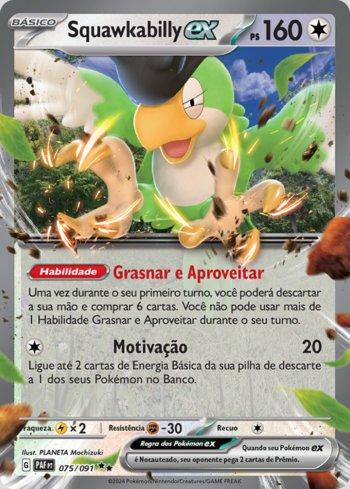 BÁSICO
Squawkabilly ex PS 160
Habilidade Grasnar e Aproveitar
Uma vez durante o seu primeiro turno, você poderá descartar
a sua mão e comprar 6 cartas. Você não pode usar mais de
1 Habilidade Grasnar e Aproveitar durante o seu turno.
Motivação 20
Ligue até 2 cartas de Energia Básica da sua pilha de descarte
a 1 dos seus Pokémon no Banco.
Fraqueza x2 Resistência -30 Recuo
Ilust. PLANETA Mochizuki
Regra dos Pokémon ex
Quando seu Pokémon ex
é Nocauteado, seu oponente pega 2 cartas de Prêmio.
G PAF PT 075/091
©2024 Pokémon/Nintendo/Creatures/GAME FREAK